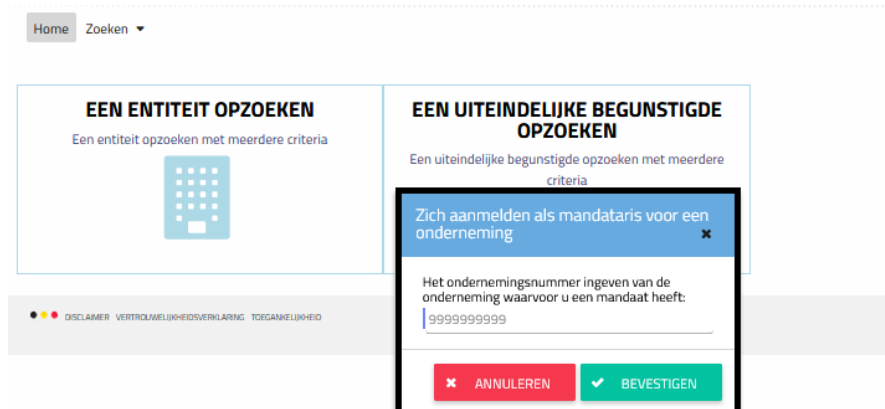 Home Zoeken
EEN ENTITEIT OPZOEKEN
Een entiteit opzoeken met meerdere criteria
EEN UITEINDELIJKE BEGUNSTIGDE
OPZOEKEN
Een uiteindelijke begunstigde opzoeken met meerdere
criteria
Zich aanmelden als mandataris voor een
onderneming
Het ondernemingsnummer ingeven van de
onderneming waarvoor u een mandaat heeft:
9999999999
ANNULEREN BEVESTIGEN
DISCLAIMER VERTROUWELIJKHEIDSVERKLARING TOEGANKELIJKHEID